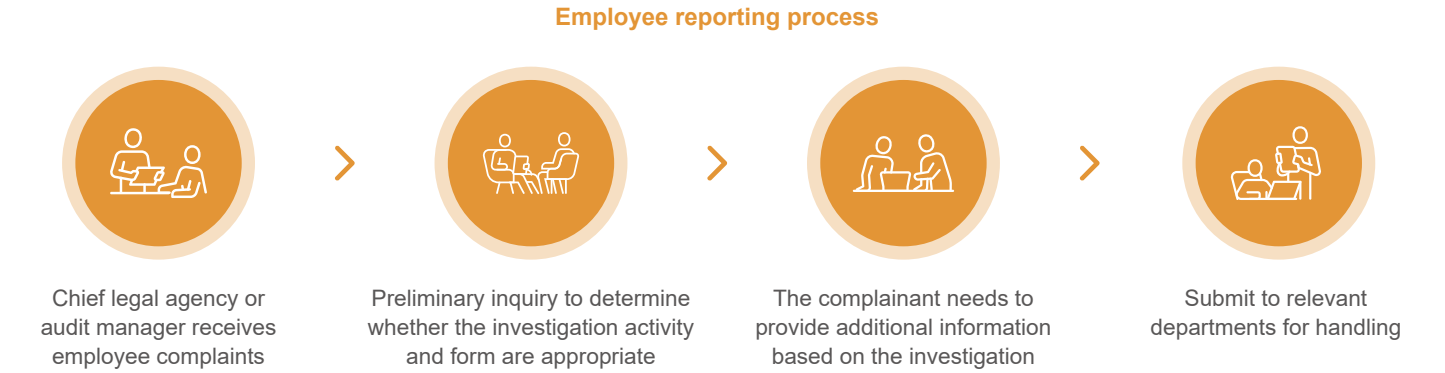 Employee reporting process
Chief legal agency or
audit manager receives
employee complaints
Preliminary inquiry to determine
whether the investigation activity
and form are appropriate
The complainant needs to
provide additional information
based on the investigation
Submit to relevant
departments for handling